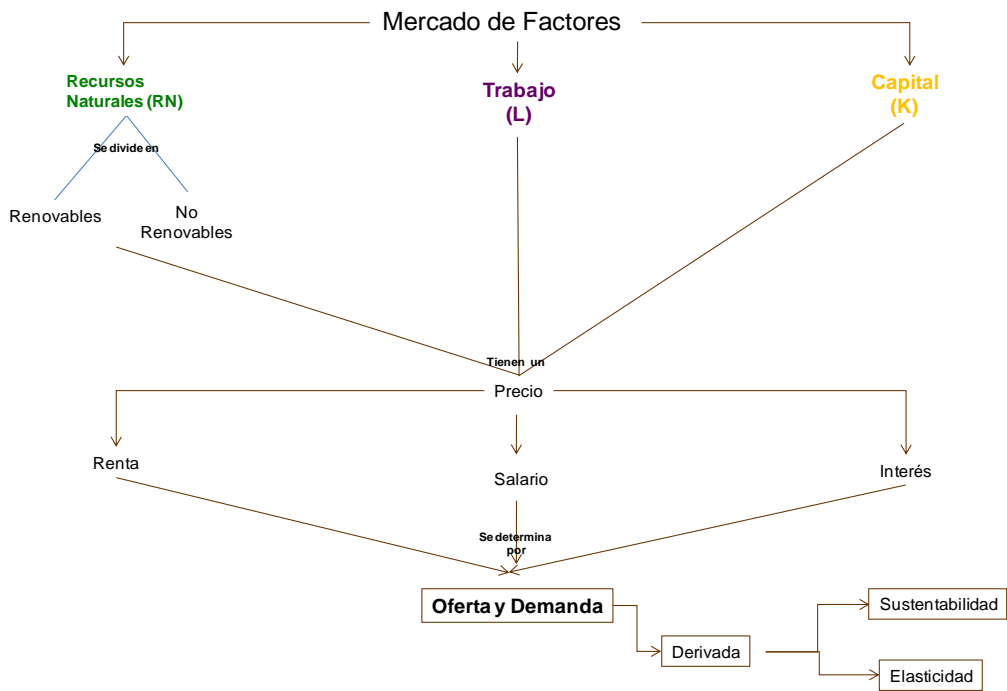 Mercado de Factores
Recursos
Naturales (RN)
Trabajo
(L)
Capital
(K)
Se divide en
Renovables
No
Renovables
Tienen un
Precio
Renta
Salario
Interés
Se determina
por
Oferta y Demanda
Sustentabilidad
Derivada
Elasticidad